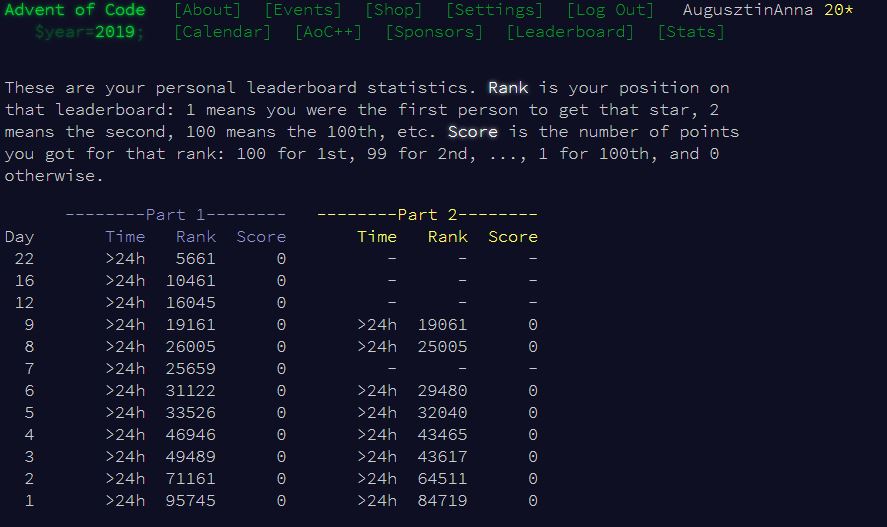 Advent of Code [About] [Events] [Shop] [Settings] [Log Out] AugusztinAnna 20*
$year=2019; [Calendar] [AoC++] [Sponsors] [Leaderboard] [Stats]
These are your personal leaderboard statistics. Rank is your position on
that leaderboard: 1 means you were the first person to get that star, 2
means the second, 100 means the 100th, etc. Score is the number of points
you got for that rank: 100 for 1st, 99 for 2nd, ..., 1 for 100th, and 0
otherwise.
--------Part 1-------- --------Part 2--------
Day Time Rank Score Time Rank Score
22 >24h 5661 0 - - -
16 >24h 10461 0 - - -
12 >24h 16045 0 - - -
9 >24h 19161 0 >24h 19061 0
8 >24h 26005 0 >24h 25005 0
7 >24h 25659 0 - - -
6 >24h 31122 0 >24h 29480 0
5 >24h 33526 0 >24h 32040 0
4 >24h 46946 0 >24h 43465 0
3 >24h 49489 0 >24h 43617 0
2 >24h 71161 0 >24h 64511 0
1 >24h 95745 0 >24h 84719 0